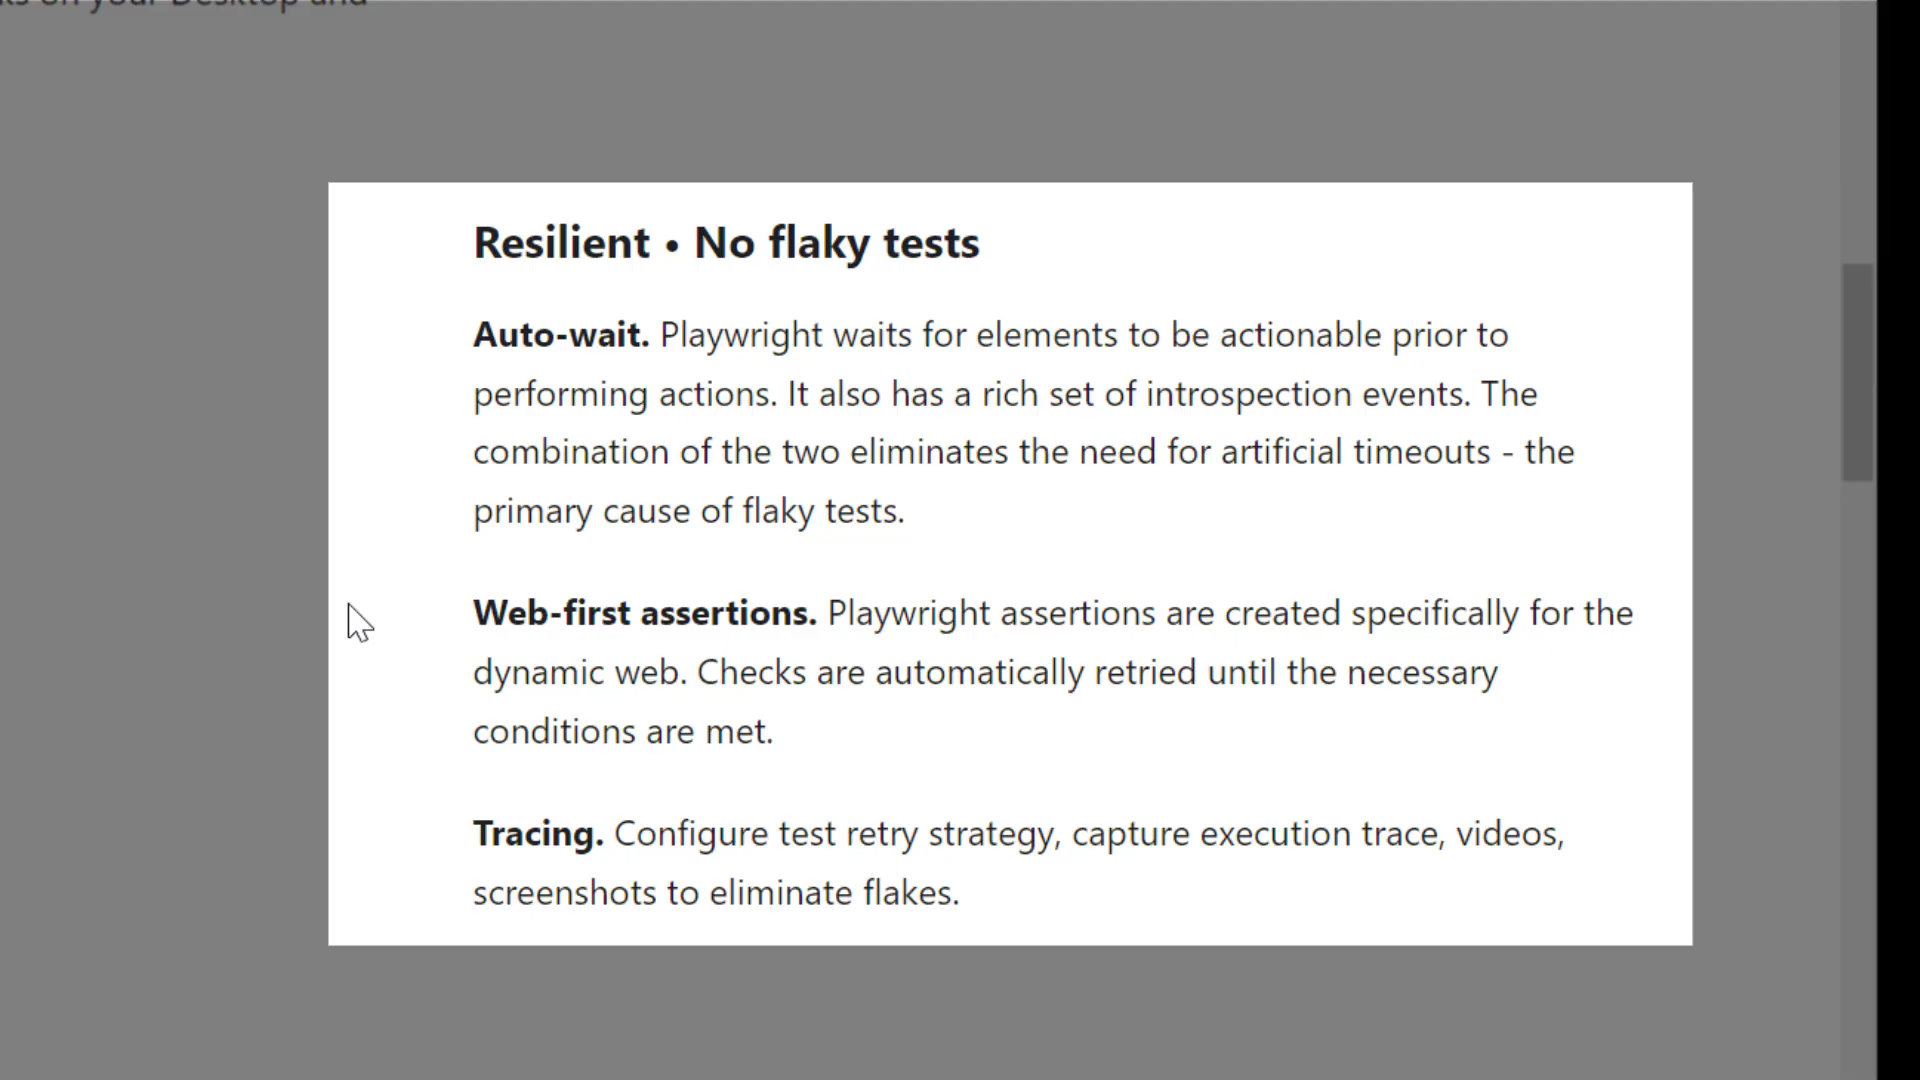 on your Desktop and
Resilient • No flaky tests
Auto-wait. Playwright waits for elements to be actionable prior to
performing actions. It also has a rich set of introspection events. The
combination of the two eliminates the need for artificial timeouts - the
primary cause of flaky tests.
Web-first assertions. Playwright assertions are created specifically for the
dynamic web. Checks are automatically retried until the necessary
conditions are met.
Tracing. Configure test retry strategy, capture execution trace, videos,
screenshots to eliminate flakes.